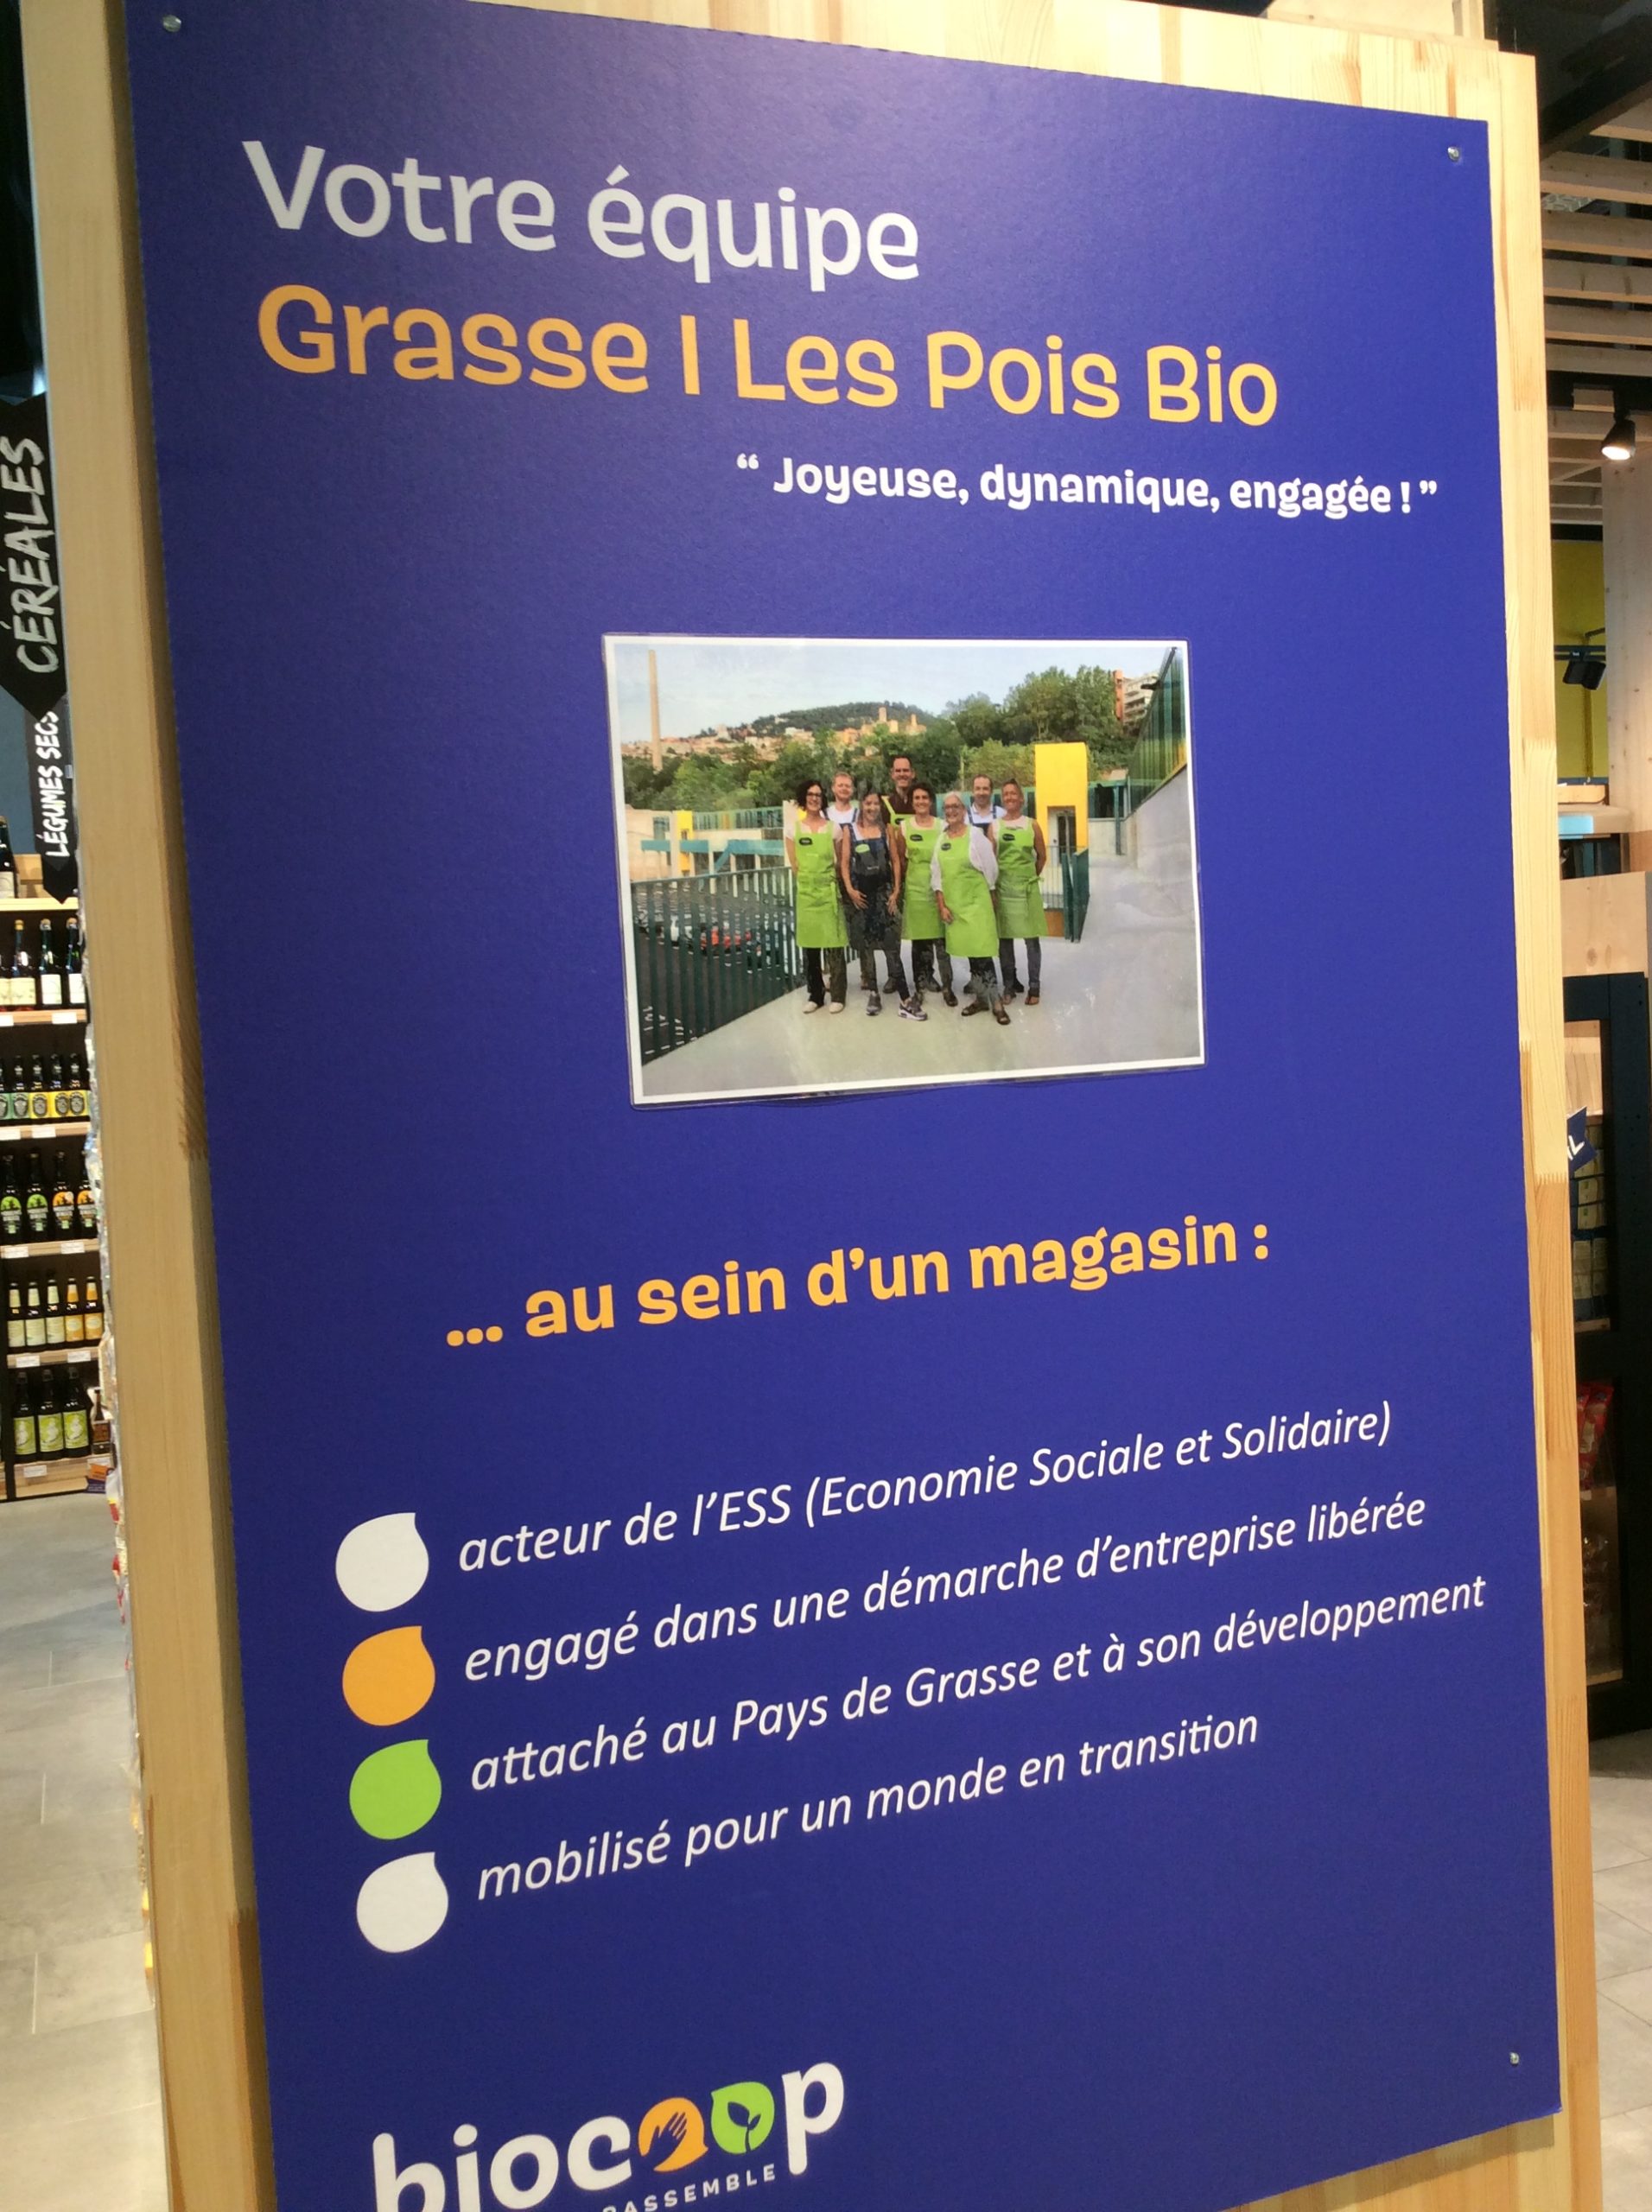 Votre équipe
Grasse | Les Pois Bio
“ Joyeuse, dynamique, engagée ! ”
... au sein d’un magasin :
acteur de l’ESS (Economie Sociale et Solidaire)
engagé dans une démarche d’entreprise libérée
attaché au Pays de Grasse et à son développement
mobilisé pour un monde en transition
biocoop
CÉRÉALES
LÉGUMES SECS